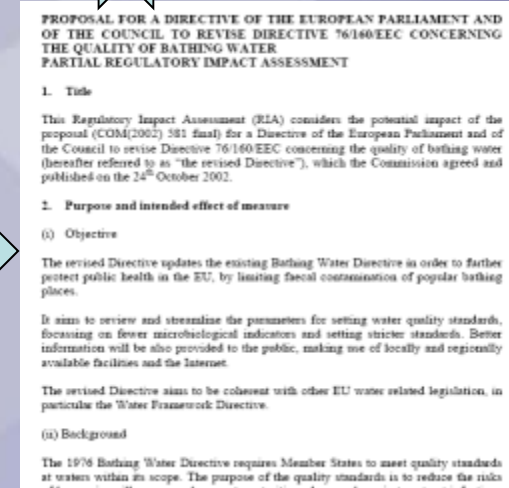 PROPOSAL FOR A DIRECTIVE OF THE EUROPEAN PARLIAMENT AND
OF THE COUNCIL TO REVISE DIRECTIVE 76/160/EEC CONCERNING
THE QUALITY OF BATHING WATER
PARTIAL REGULATORY IMPACT ASSESSMENT
1. Title
This Regulatory Impact Assessment (RIA) considers the potential impact of the
proposal (COM(2002) 581 final) for a Directive of the European Parliament and of
the Council to revise Directive 76/160/EEC concerning the quality of bathing water
(hereafter referred to as "the revised Directive"), which the Commission agreed and
published on the 24th October 2002.
2. Purpose and intended effect of measure
(i) Objective
The revised Directive updates the existing Bathing Water Directive in order to further
protect public health in the EU, by limiting faecal contamination of popular bathing
places.
It aims to review and streamline the parameters for setting water quality standards,
focussing on fewer microbiological indicators and setting stricter standards. Better
information will be also provided to the public, making use of locally and regionally
available facilities and the Internet.
The revised Directive aims to be coherent with other EU water related legislation, in
particular the Water Framework Directive.
(ii) Background
The 1976 Bathing Water Directive requires Member States to meet quality standards
at waters within its scope. The purpose of the quality standards is to reduce the risks